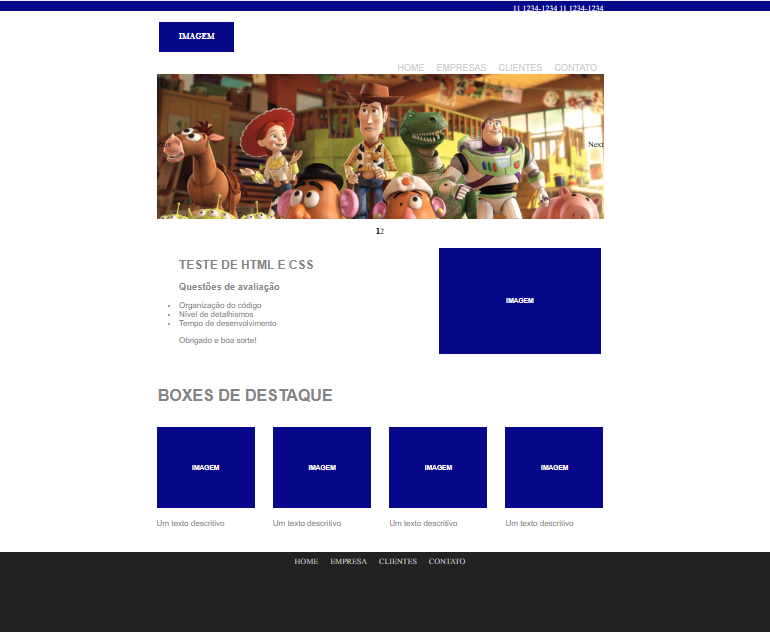 11 1234-1234 11 1234-1234
IMAGEM
HOME EMPRESAS CLIENTES CONTATO
Prev Next
12
TESTE DE HTML E CSS
Questões de avaliação
• Organização do código
• Nível de detalhismos
• Tempo de desenvolvimento
Obrigado e boa sorte!
IMAGEM
BOXES DE DESTAQUE
IMAGEM IMAGEM IMAGEM IMAGEM
Um texto descritivo Um texto descritivo Um texto descritivo Um texto descritivo
HOME EMPRESA CLIENTES CONTATO